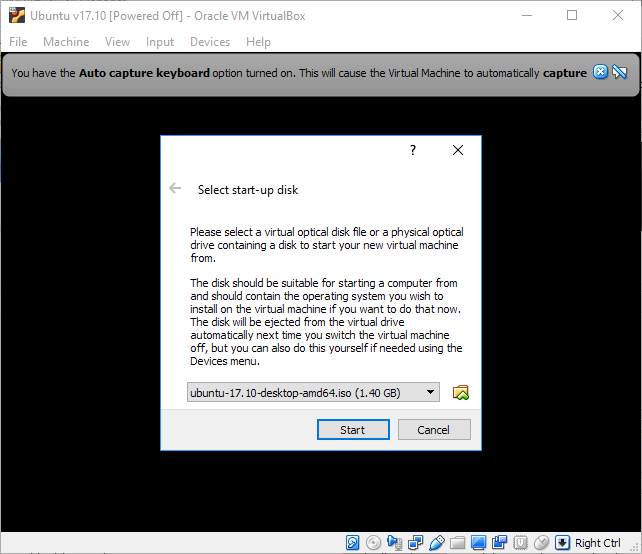 Ubuntu v17.10 [Powered Off] - Oracle VM VirtualBox
File Machine View Input Devices Help
You have the Auto capture keyboard option turned on. This will cause the Virtual Machine to automatically capture
?
Select start-up disk
Please select a virtual optical disk file or a physical optical
drive containing a disk to start your new virtual machine
from.
The disk should be suitable for starting a computer from
and should contain the operating system you wish to
install on the virtual machine if you want to do that now.
The disk will be ejected from the virtual drive
automatically next time you switch the virtual machine
off, but you can also do this yourself if needed using the
Devices menu.
ubuntu-17.10-desktop-amd64.iso (1.40 GB)
Start Cancel
Right Ctrl